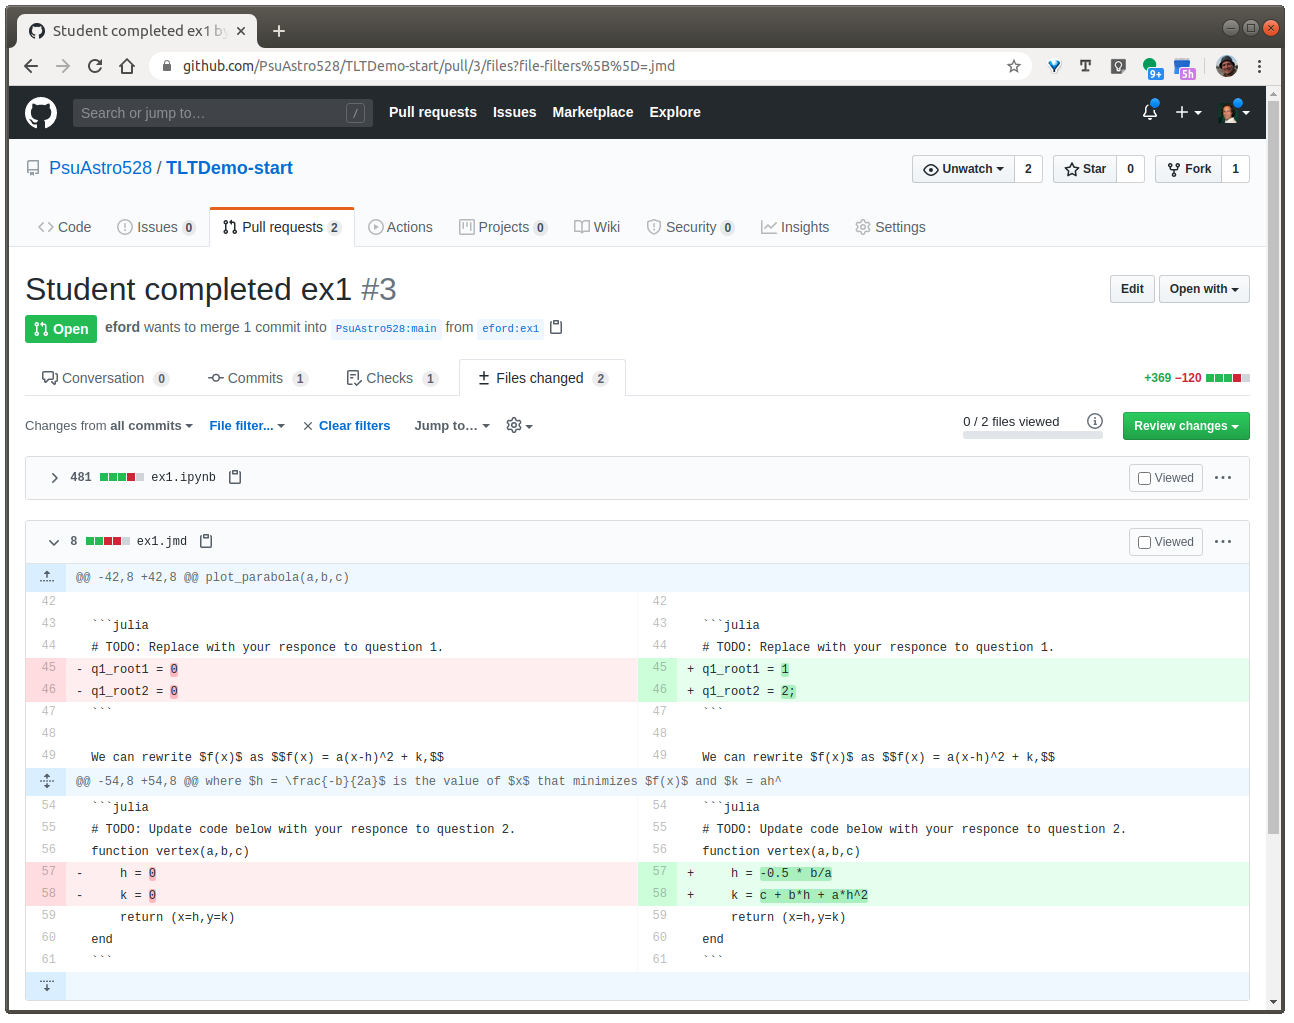 Student completed ex1 by
github.com/PsuAstro528/TLTDemo-start/pull/3/files?file-filters%5B%5D=.jmd
9+
5h
Search or jump to…
/
Pull requests Issues Marketplace Explore
PsuAstro528 / TLTDemo-start
Unwatch 2 Star 0 Fork 1
Code Issues 0 Pull requests 2 Actions Projects 0 Wiki Security 0 Insights Settings
Student completed ex1 #3
Edit Open with
Open eford wants to merge 1 commit into PsuAstro528:main from eford:ex1
Conversation 0 Commits 1 Checks 1 Files changed 2
+369 −120
Changes from all commits File filter... × Clear filters Jump to…
0 / 2 files viewed
Review changes
481 ex1.ipynb
Viewed
8 ex1.jmd
Viewed
@@ -42,8 +42,8 @@ plot_parabola(a,b,c)
42 42
43 ```julia 43 ```julia
44 # TODO: Replace with your responce to question 1. 44 # TODO: Replace with your responce to question 1.
45 - q1_root1 = 0 45 + q1_root1 = 1
46 - q1_root2 = 0 46 + q1_root2 = 2;
47 ``` 47 ```
48 48
49 We can rewrite $f(x)$ as $$f(x) = a(x-h)^2 + k,$$ 49 We can rewrite $f(x)$ as $$f(x) = a(x-h)^2 + k,$$
@@ -54,8 +54,8 @@ where $h = \frac{-b}{2a}$ is the value of $x$ that minimizes $f(x)$ and $k = ah^
54 ```julia 54 ```julia
55 # TODO: Update code below with your responce to question 2. 55 # TODO: Update code below with your responce to question 2.
56 function vertex(a,b,c) 56 function vertex(a,b,c)
57 - h = 0 57 + h = -0.5 * b/a
58 - k = 0 58 + k = c + b*h + a*h^2
59 return (x=h,y=k) 59 return (x=h,y=k)
60 end 60 end
61 ``` 61 ```